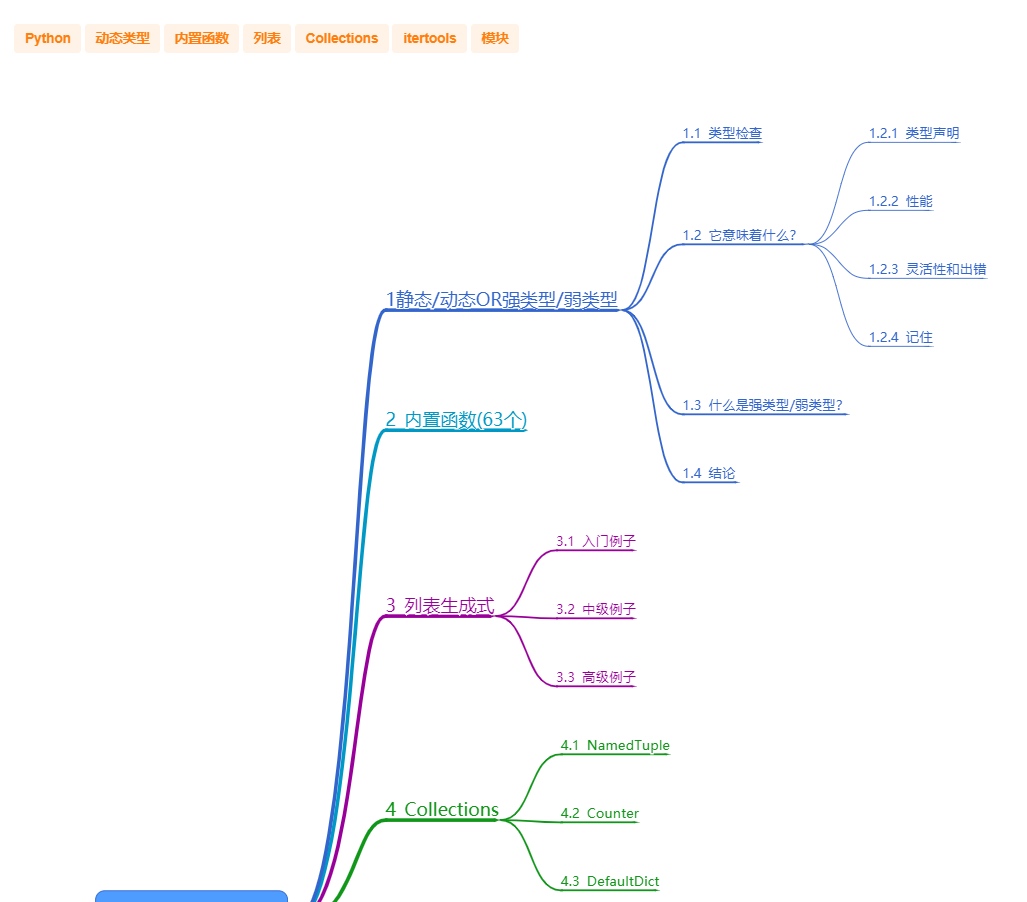 Python 动态类型 内置函数 列表 Collections itertools 模块
1静态/动态OR强类型/弱类型
1.1 类型检查
1.2 它意味着什么？
1.2.1 类型声明
1.2.2 性能
1.2.3 灵活性和出错
1.2.4 记住
1.3 什么是强类型/弱类型？
1.4 结论
2 内置函数(63个)
3 列表生成式
3.1 入门例子
3.2 中级例子
3.3 高级例子
4 Collections
4.1 NamedTuple
4.2 Counter
4.3 DefaultDict